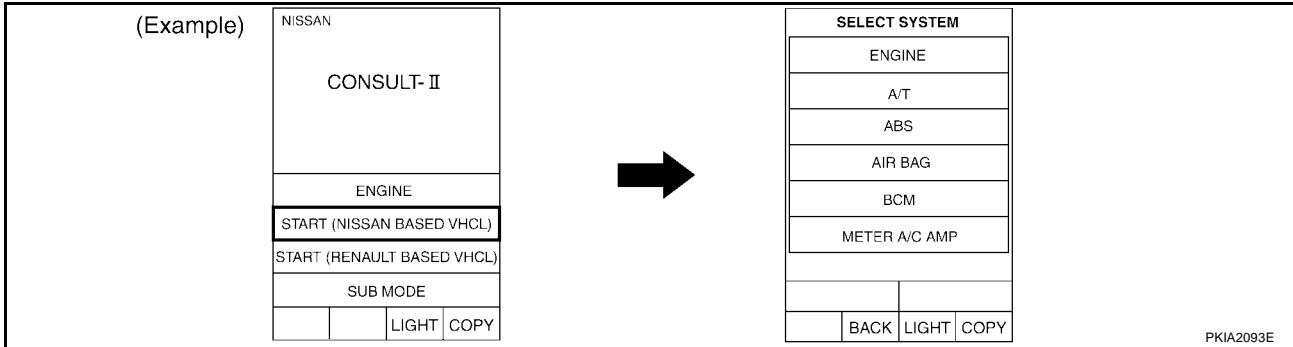 (Example)
NISSAN
CONSULT-II
ENGINE
START (NISSAN BASED VHCL)
START (RENAULT BASED VHCL)
SUB MODE
LIGHT COPY
SELECT SYSTEM
ENGINE
A/T
ABS
AIR BAG
BCM
METER A/C AMP
BACK LIGHT COPY
PKIA2093E